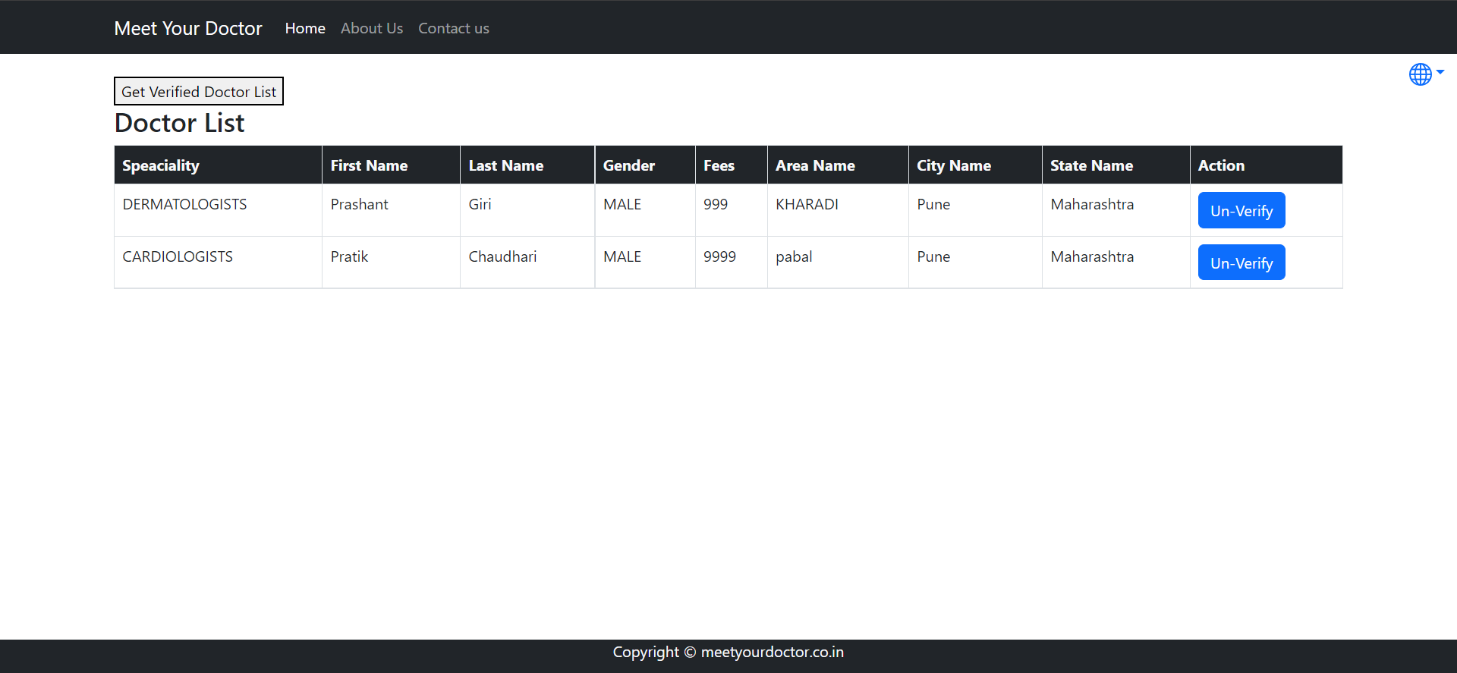 Meet Your Doctor Home About Us Contact us
Get Verified Doctor List
Doctor List
Speaciality First Name Last Name Gender Fees Area Name City Name State Name Action
DERMATOLOGISTS Prashant Giri MALE 999 KHARADI Pune Maharashtra Un-Verify
CARDIOLOGISTS Pratik Chaudhari MALE 9999 pabal Pune Maharashtra Un-Verify
Copyright © meetyourdoctor.co.in